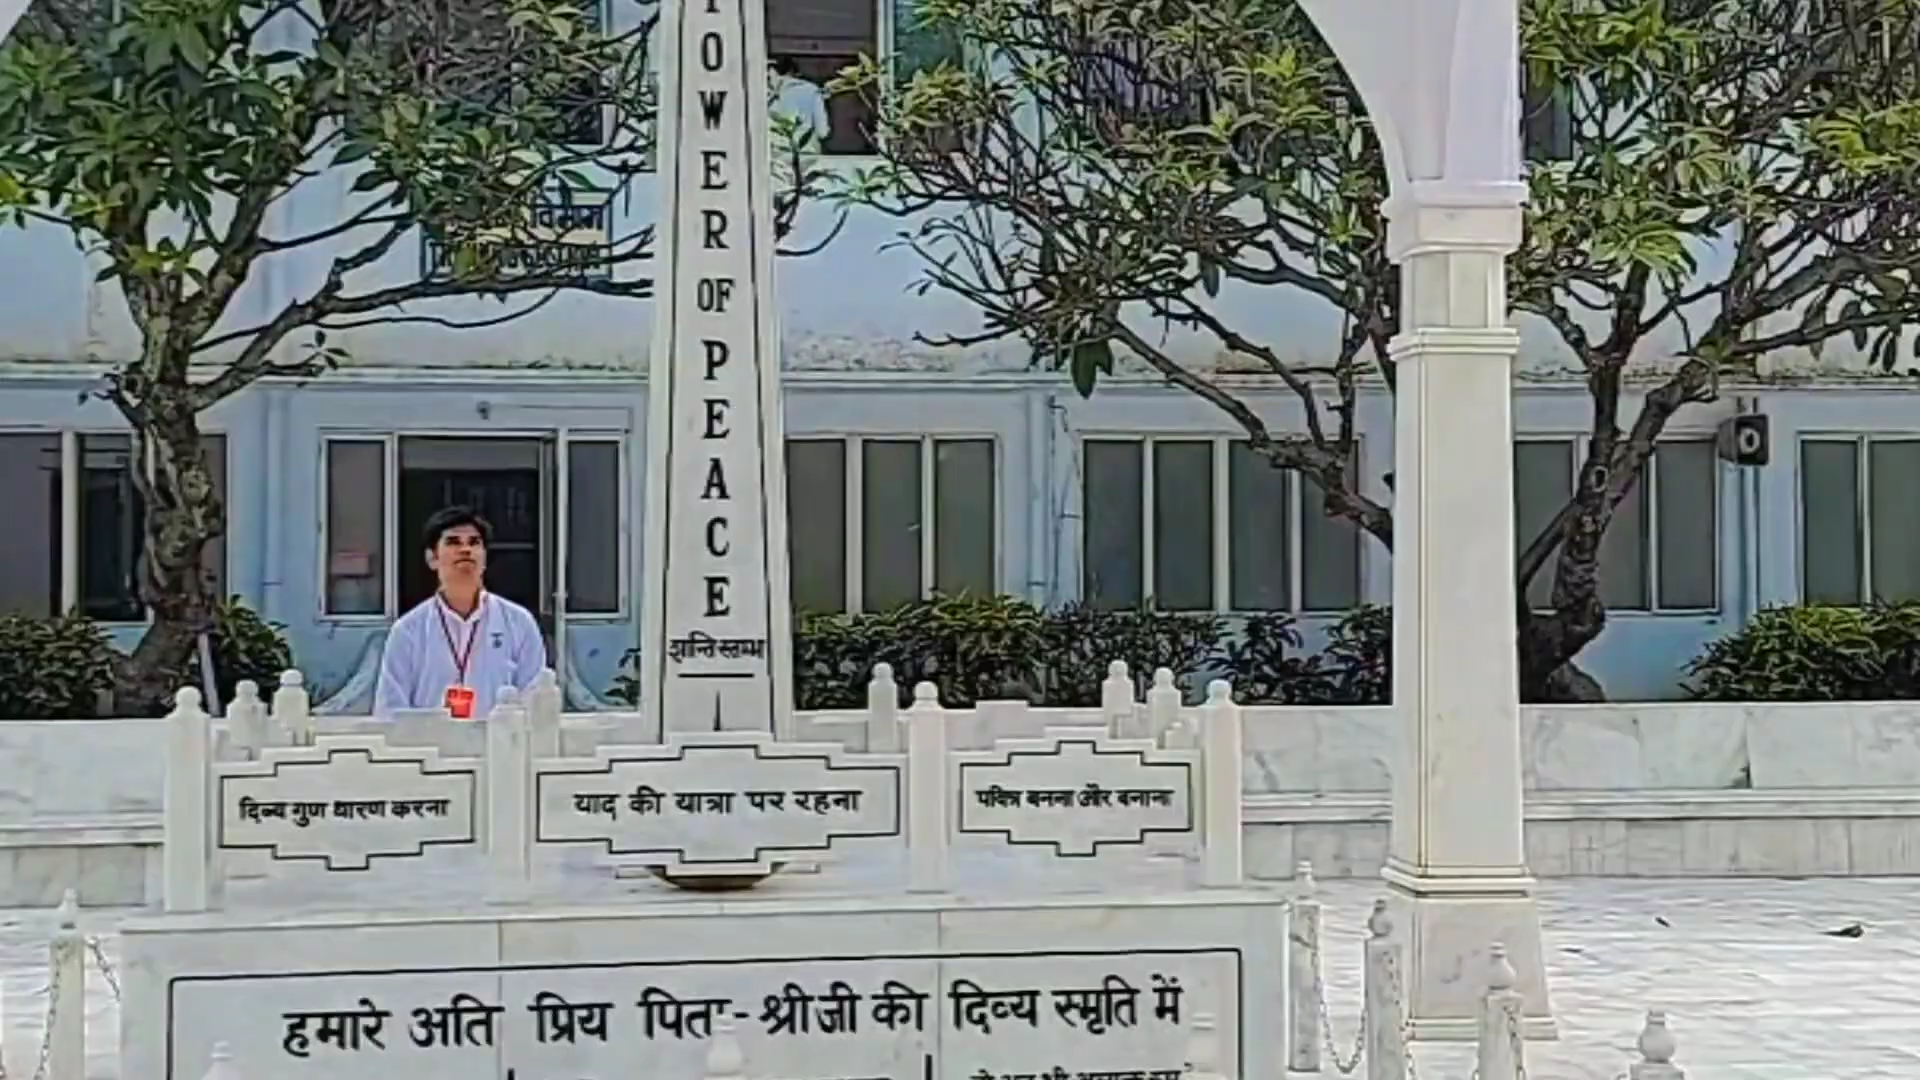 TOWER OF PEACE
शान्ति स्तम्भ
दिव्य गुण धारण करना
याद की यात्रा पर रहना
पवित्र बनना और बनाना
हमारे अति प्रिय पिता-श्रीजी की दिव्य स्मृति में